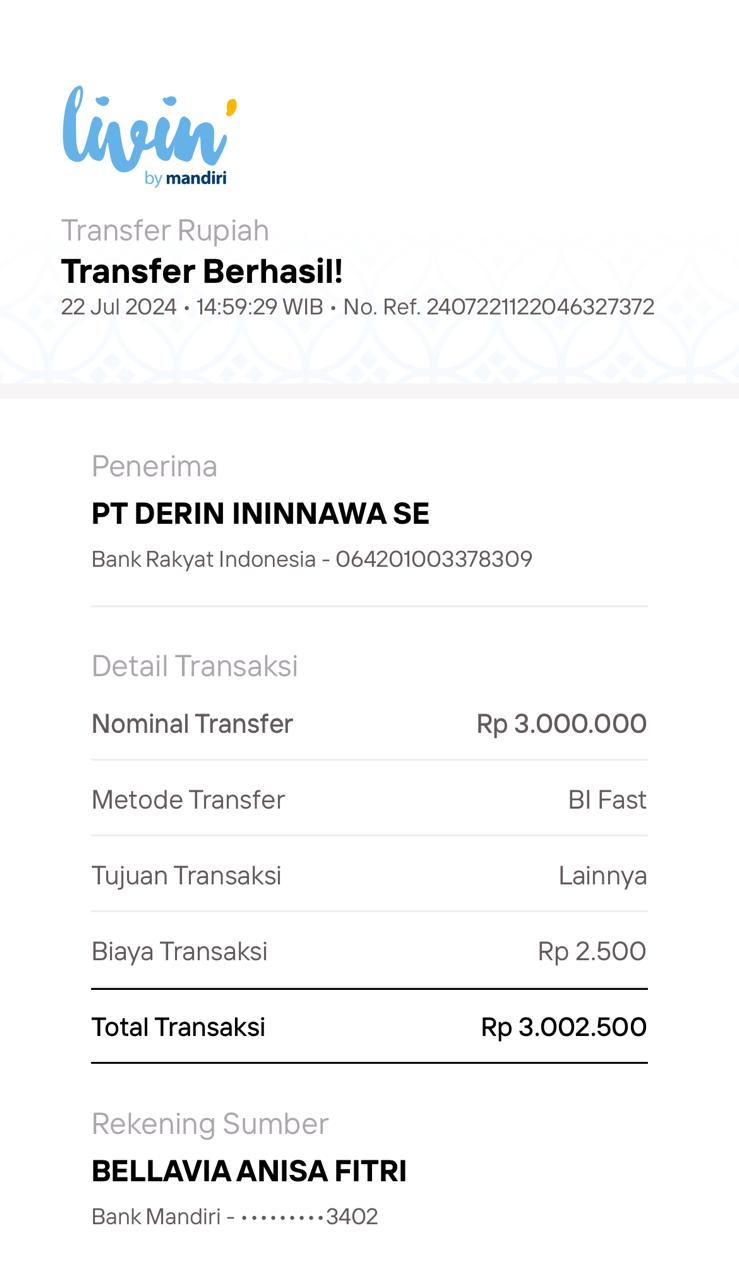 livin'
by mandiri
Transfer Rupiah
Transfer Berhasil!
22 Jul 2024 • 14:59:29 WIB • No. Ref. 2407221122046327372
Penerima
PT DERIN ININNAWA SE
Bank Rakyat Indonesia - 064201003378309
Detail Transaksi
Nominal Transfer Rp 3.000.000
Metode Transfer BI Fast
Tujuan Transaksi Lainnya
Biaya Transaksi Rp 2.500
Total Transaksi Rp 3.002.500
Rekening Sumber
BELLAVIA ANISA FITRI
Bank Mandiri - •••••••••3402